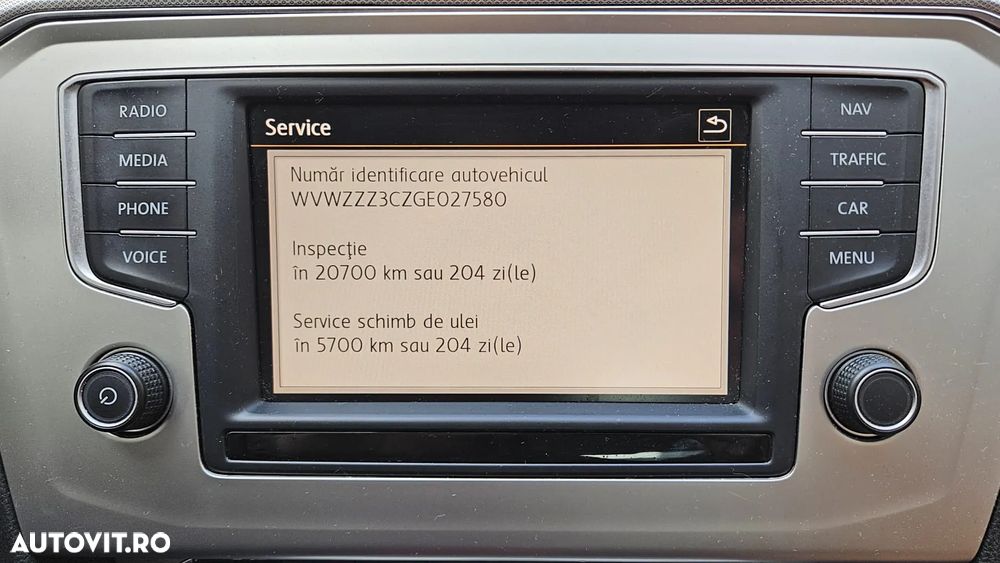 RADIO
MEDIA
PHONE
VOICE
Service
Număr identificare autovehicul
WVWZZZ3CZGE027580
Inspecţie
în 20700 km sau 204 zi(le)
Service schimb de ulei
în 5700 km sau 204 zi(le)
NAV
TRAFFIC
CAR
MENU
AUTOVIT.RO